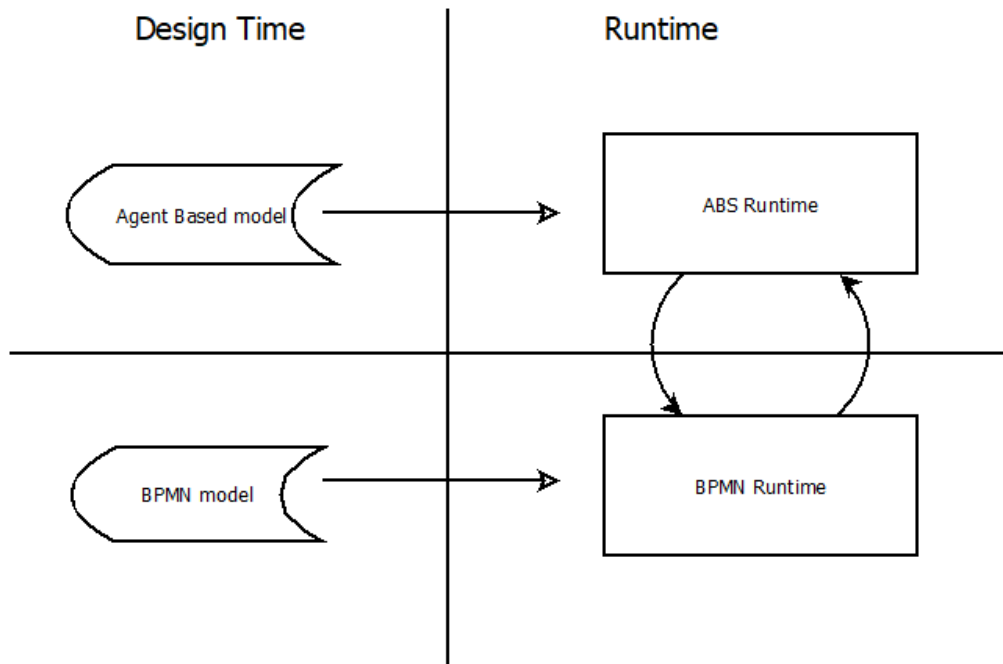 Design Time
Runtime
Agent Based model
ABS Runtime
BPMN model
BPMN Runtime